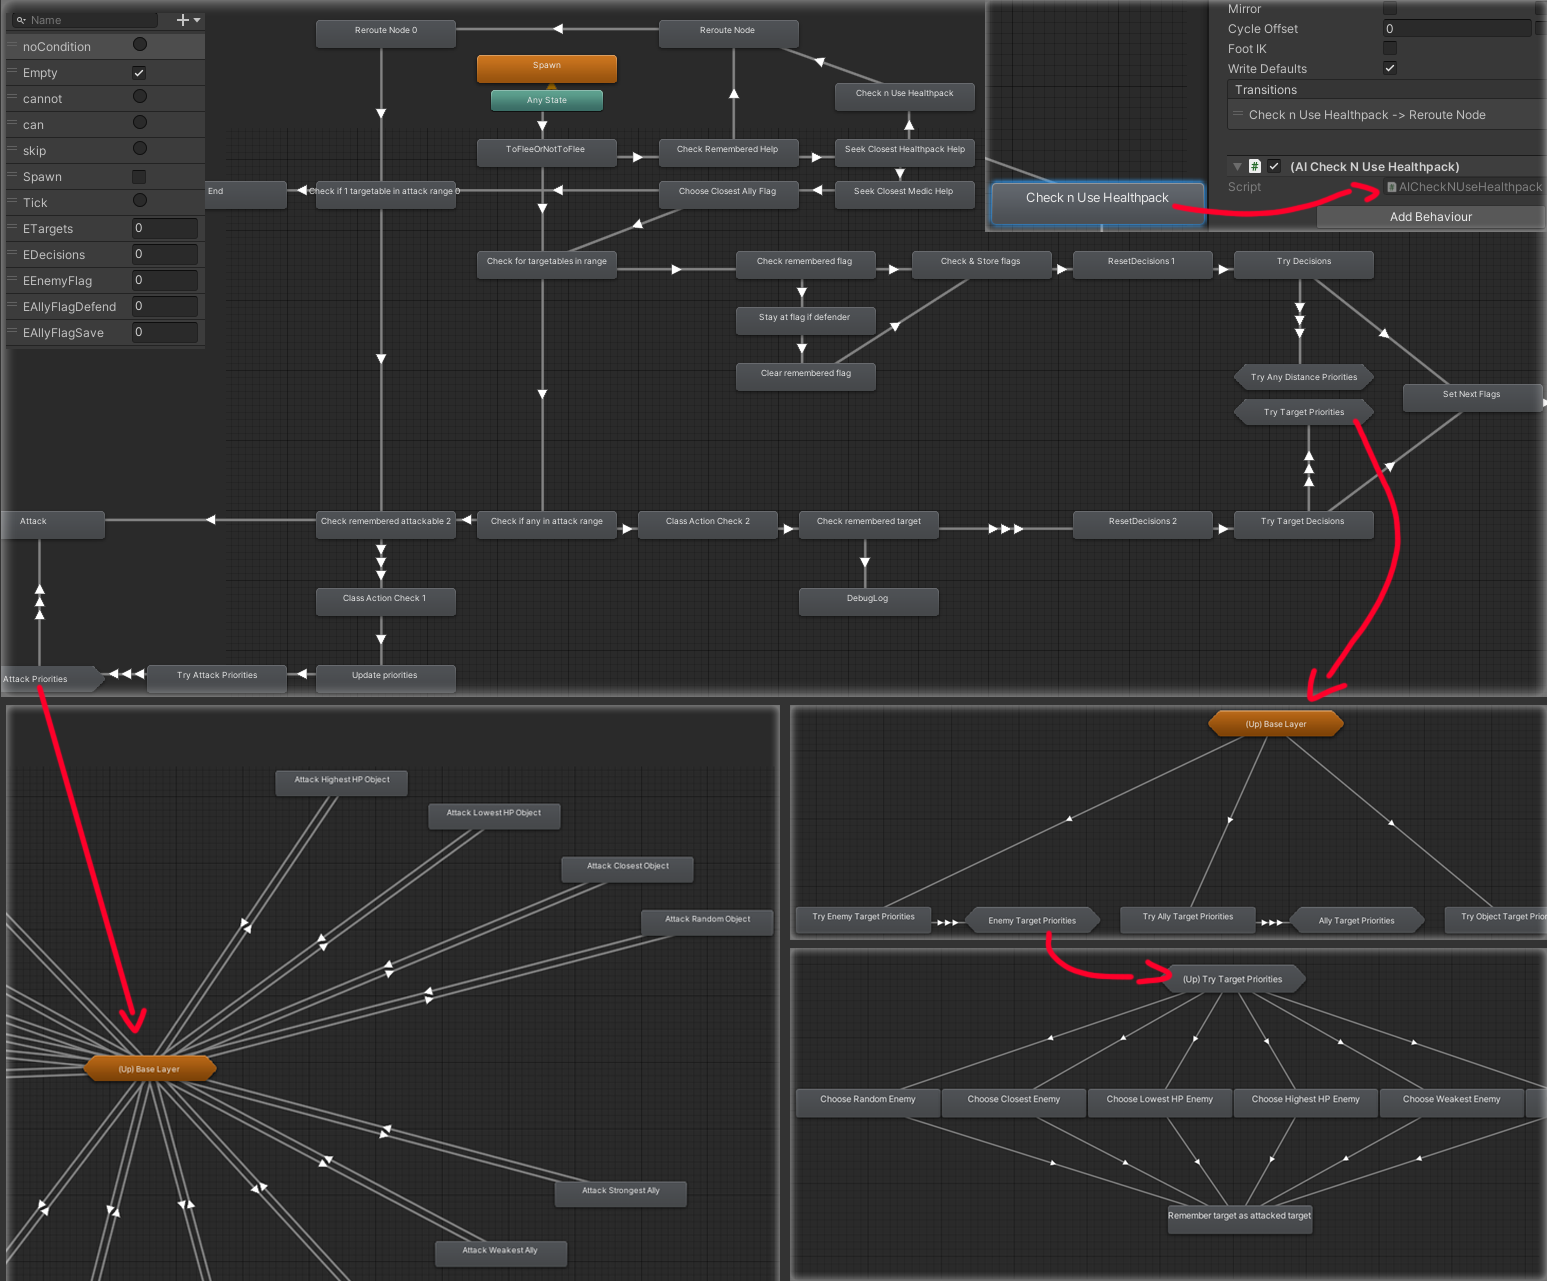 Name
noCondition
Empty
cannot
can
skip
Spawn
Tick
ETargets
0
EDecisions
0
EEnemyFlag
0
EAllyFlagDefend
0
EAllyFlagSave
0
Reroute Node 0
Reroute Node
Spawn
Any State
Check n Use Healthpack
ToFleeOrNotToFlee
Check Remembered Help
Seek Closest Healthpack Help
End
Check if 1 targetable in attack range 0
Choose Closest Ally Flag
Seek Closest Medic Help
Check for targetables in range
Check remembered flag
Check & Store flags
ResetDecisions 1
Try Decisions
Stay at flag if defender
Clear remembered flag
Try Any Distance Priorities
Try Target Priorities
Set Next Flags
Attack
Check remembered attackable 2
Check if any in attack range
Class Action Check 2
Check remembered target
ResetDecisions 2
Try Target Decisions
Class Action Check 1
DebugLog
Attack Priorities
Try Attack Priorities
Update priorities
Mirror
Cycle Offset
0
Foot IK
Write Defaults
Transitions
Check n Use Healthpack -> Reroute Node
# (AI Check N Use Healthpack)
Script
AICheckNUseHealthpack
Add Behaviour
Check n Use Healthpack
Attack Highest HP Object
Attack Lowest HP Object
Attack Closest Object
Attack Random Object
(Up) Base Layer
Attack Strongest Ally
Attack Weakest Ally
(Up) Base Layer
Try Enemy Target Priorities
Enemy Target Priorities
Try Ally Target Priorities
Ally Target Priorities
Try Object Target Prior
(Up) Try Target Priorities
Choose Random Enemy
Choose Closest Enemy
Choose Lowest HP Enemy
Choose Highest HP Enemy
Choose Weakest Enemy
Remember target as attacked target